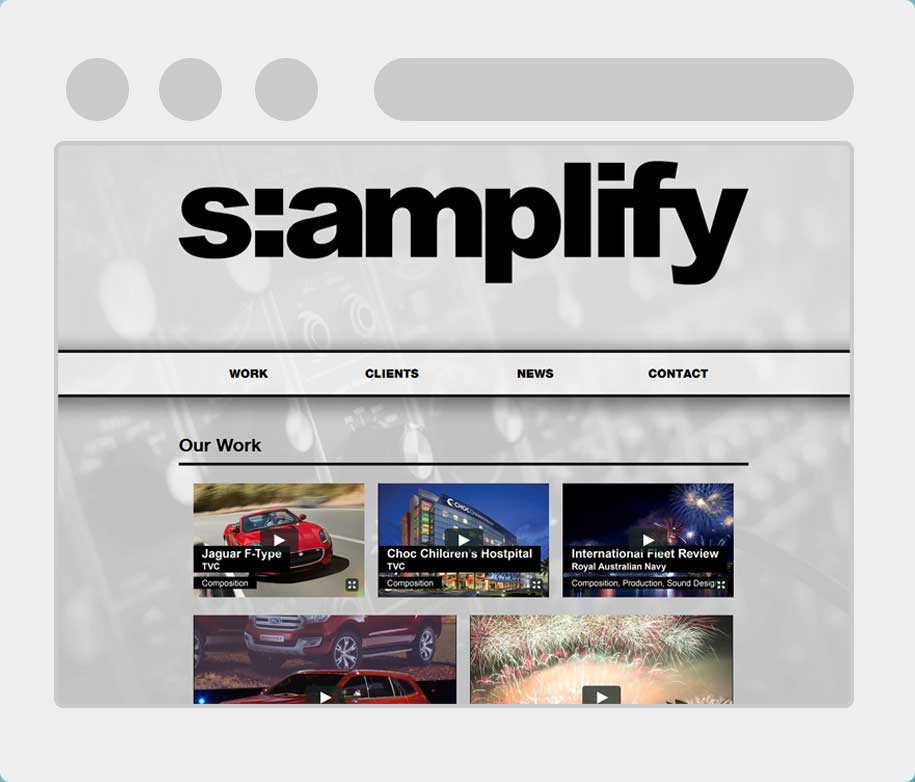 s:amplify
WORK CLIENTS NEWS CONTACT
Our Work
Jaguar F-Type
TVC
Composition
Choc Children's Hostpital
TVC
Composition
International Fleet Review
Royal Australian Navy
Composition, Production, Sound Desig